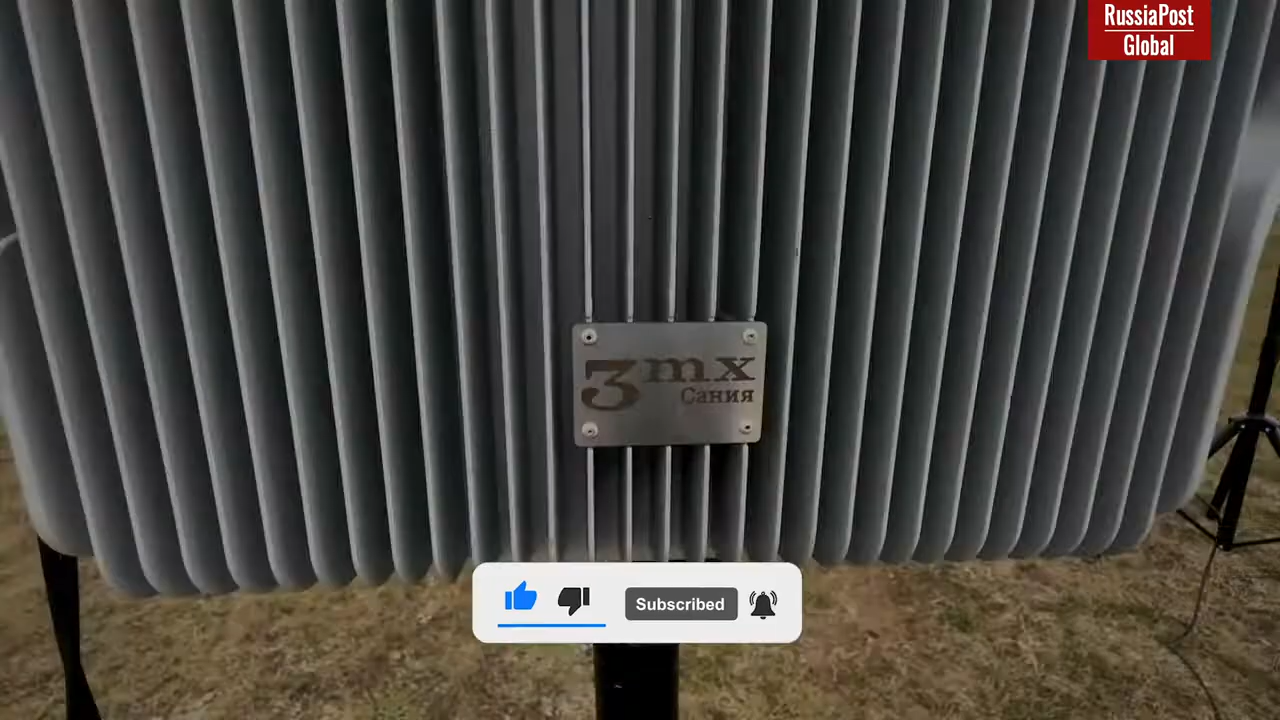 RussiaPost
Global
3mx
Сания
Subscribed